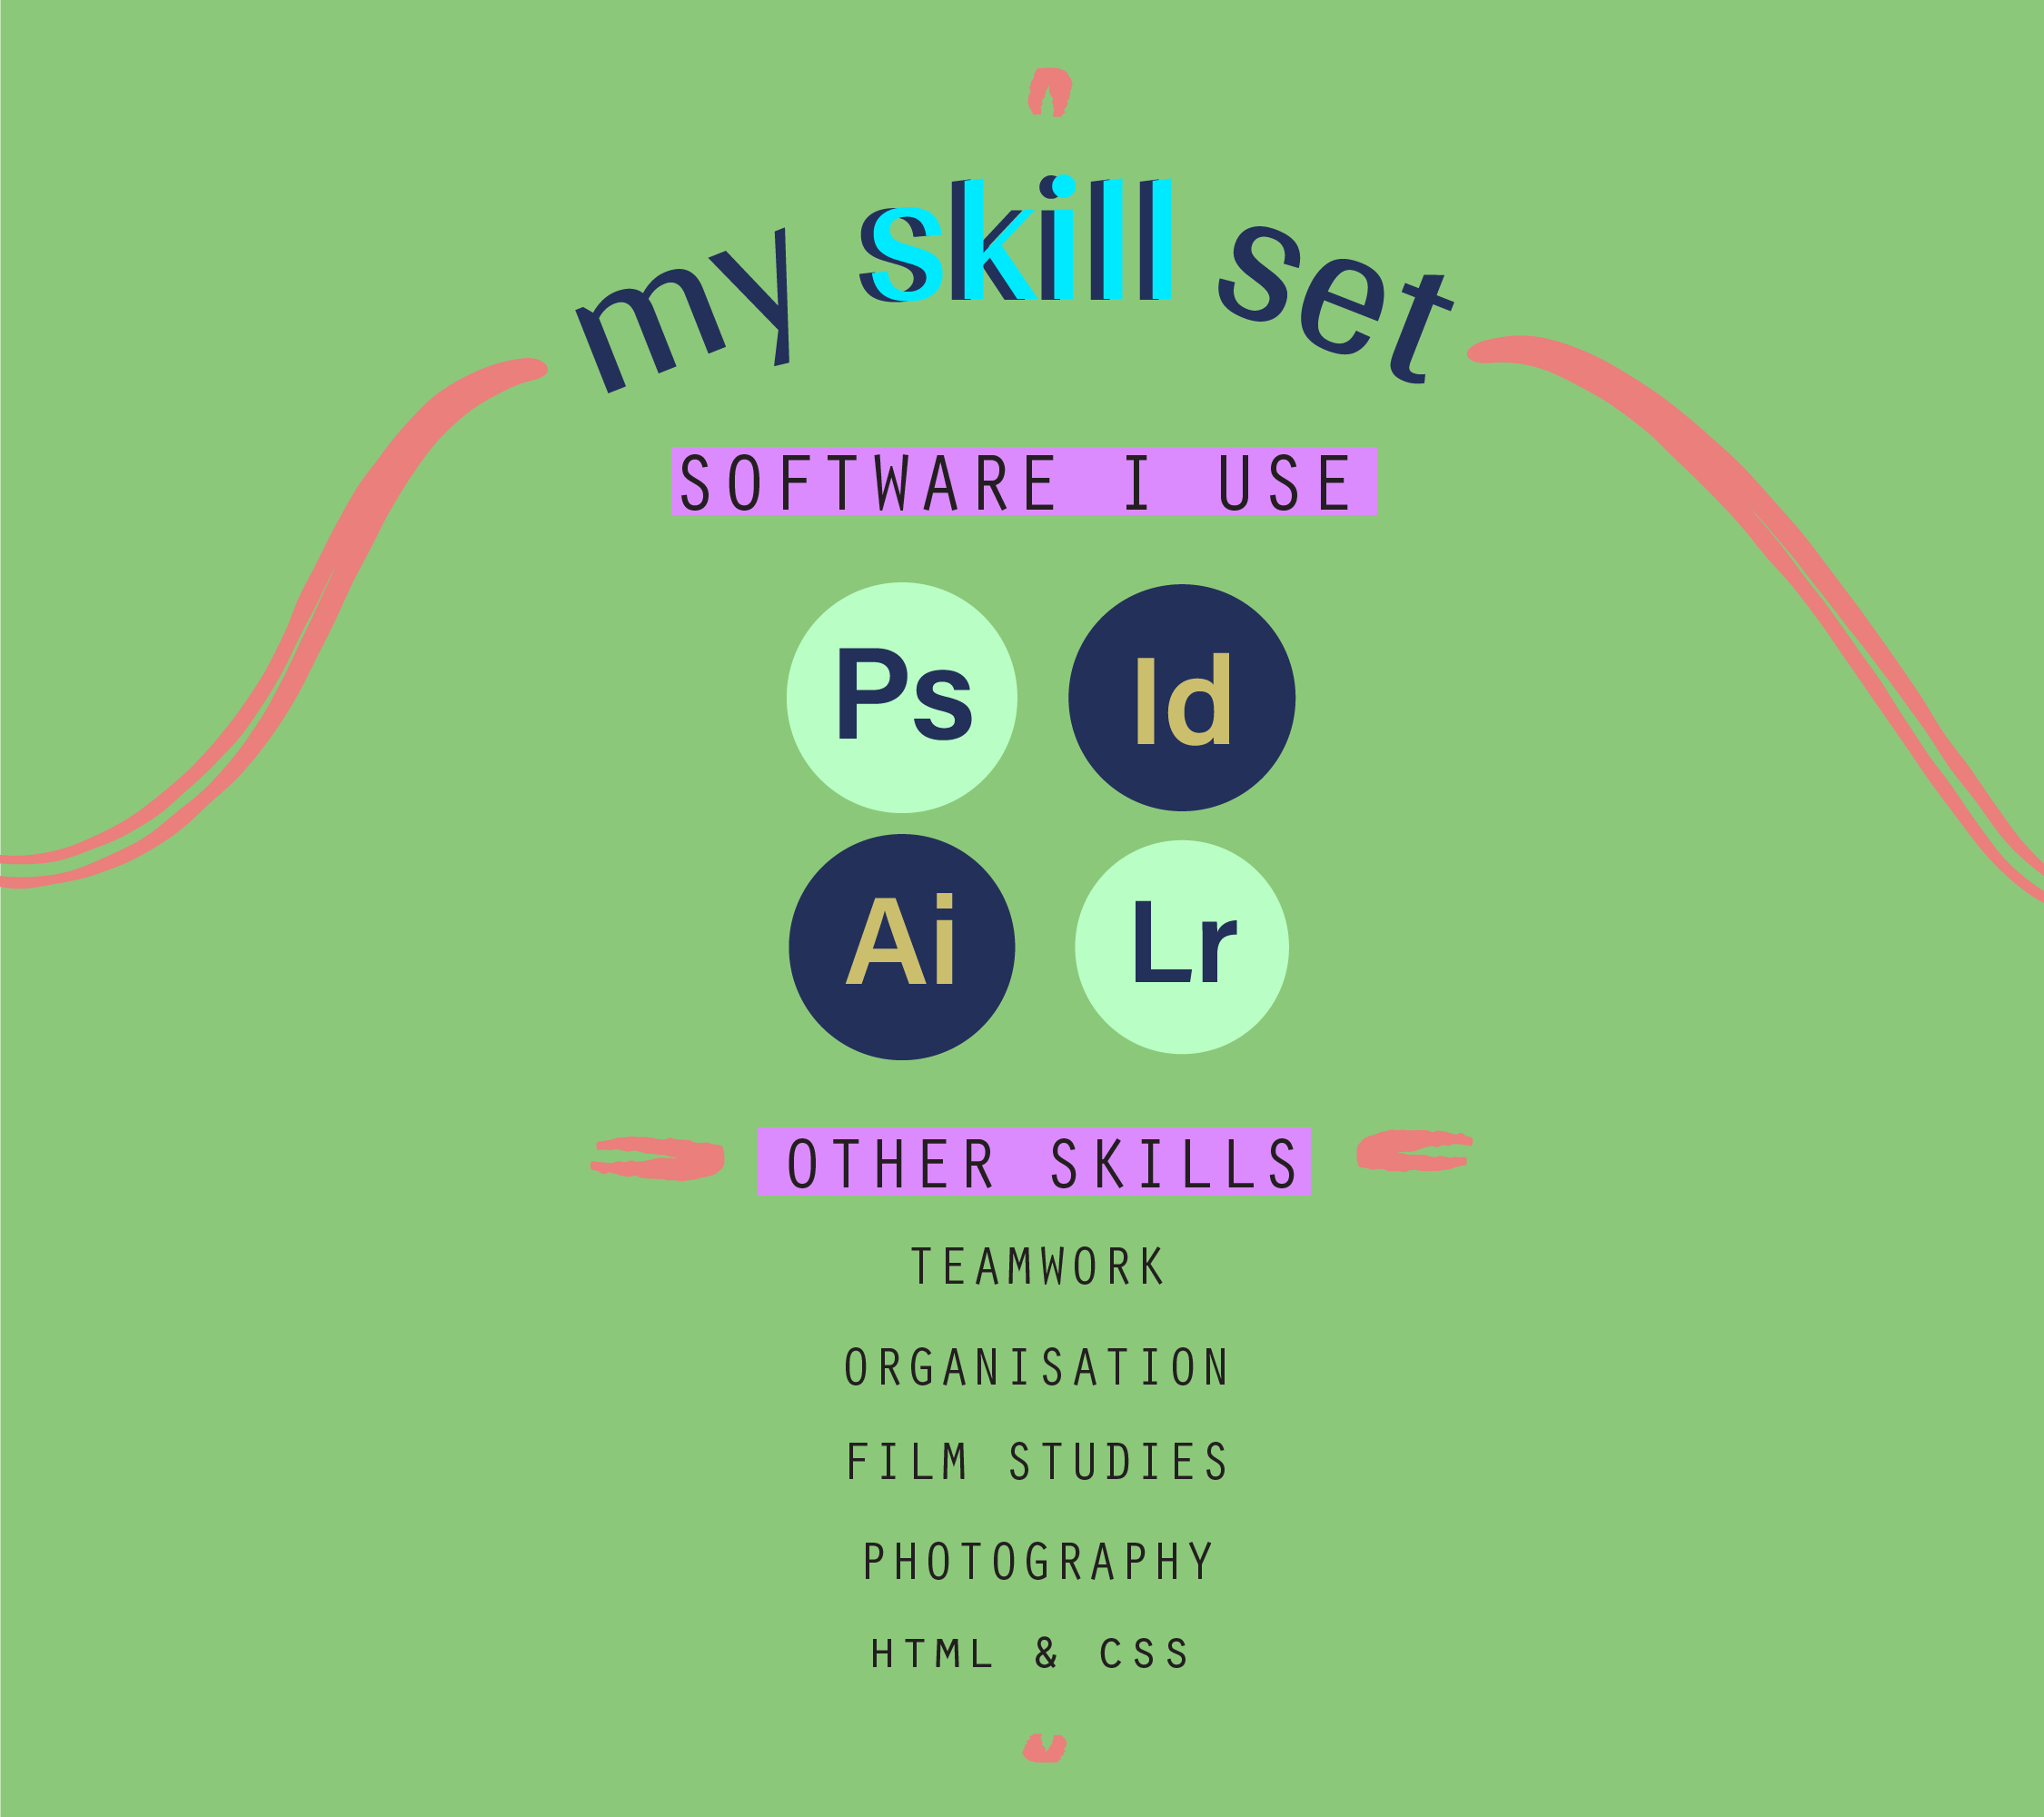 my skill set
SOFTWARE I USE
Ps Id
Ai Lr
OTHER SKILLS
TEAMWORK
ORGANISATION
FILM STUDIES
PHOTOGRAPHY
HTML & CSS